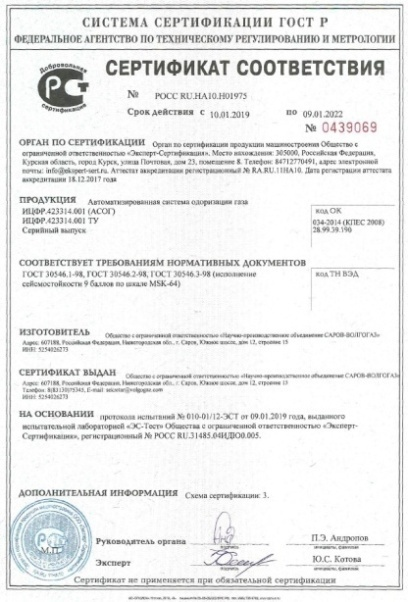 СИСТЕМА СЕРТИФИКАЦИИ ГОСТ Р
ФЕДЕРАЛЬНОЕ АГЕНТСТВО ПО ТЕХНИЧЕСКОМУ РЕГУЛИРОВАНИЮ И МЕТРОЛОГИИ
Добровольная сертификация
СЕРТИФИКАТ СООТВЕТСТВИЯ
№ РОСС RU.НА10.Н01975
Срок действия с 10.01.2019 по 09.01.2022
№ 0439069
ОРГАН ПО СЕРТИФИКАЦИИ Орган по сертификации продукции машиностроения Общество с
ограниченной ответственностью «Эксперт-Сертификация». Место нахождения: 305000, Российская Федерация,
Курская область, город Курск, улица Почтовая, дом 23, помещение 8. Телефон: 84712770491, адрес электронной
почты: info@ekspert-sert.ru. Аттестат аккредитации регистрационный № RA.RU.11НА10. Дата регистрации аттестата
аккредитации 18.12.2017 года
ПРОДУКЦИЯ Автоматизированная система одоризации газа
ИЦФР.423314.001 (АСОГ)
ИЦФР.423314.001 ТУ
Серийный выпуск
код ОК
034-2014 (КПЕС 2008)
28.99.39.190
СООТВЕТСТВУЕТ ТРЕБОВАНИЯМ НОРМАТИВНЫХ ДОКУМЕНТОВ
ГОСТ 30546.1-98, ГОСТ 30546.2-98, ГОСТ 30546.3-98 (исполнение
сейсмостойкости 9 баллов по шкале MSK-64)
код ТН ВЭД
ИЗГОТОВИТЕЛЬ Общество с ограниченной ответственностью «Научно-производственное объединение САРОВ-ВОЛГОГАЗ»
Адрес: 607188, Российская Федерация, Нижегородская обл., г. Саров, Южное шоссе, дом 12, строение 15
ИНН: 5254026273
СЕРТИФИКАТ ВЫДАН Общество с ограниченной ответственностью «Научно-производственное объединение САРОВ-ВОЛГОГАЗ»
Адрес: 607188, Российская Федерация, Нижегородская обл., г. Саров, Южное шоссе, дом 12, строение 15
ИНН: 5254026273
НА ОСНОВАНИИ протокола испытаний № 010-01/12-ЭСТ от 09.01.2019 года, выданного
испытательной лабораторией «ЭС-Тест» Общества с ограниченной ответственностью «Эксперт-
Сертификация», регистрационный № РОСС RU.31485.04ИДЮ0.005.
ДОПОЛНИТЕЛЬНАЯ ИНФОРМАЦИЯ Схема сертификации: 3.
М.П.
Руководитель органа
подпись
П.Э. Андропов
инициалы, фамилия
Эксперт
подпись
Ю.С. Котова
инициалы, фамилия
Сертификат не применяется при обязательной сертификации